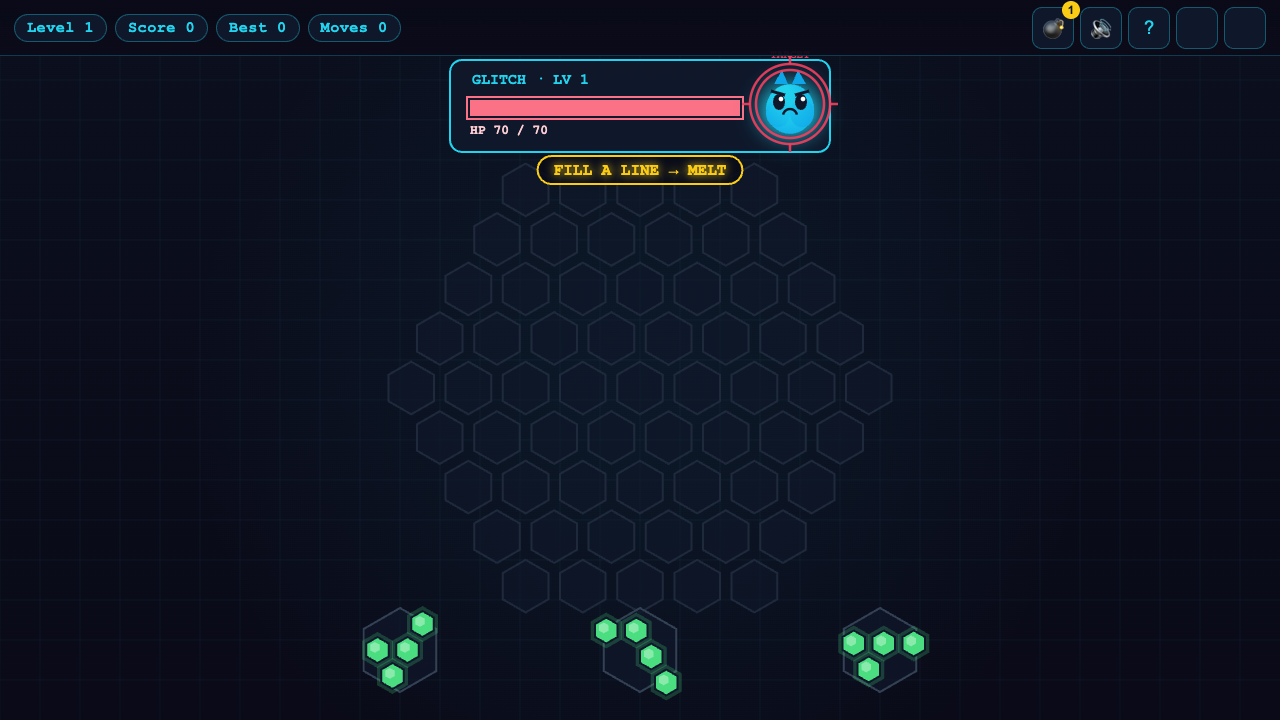 Level 1
Score 0
Best 0
Moves 0
1
?
GLITCH · LV 1
HP 70 / 70
FILL A LINE → MELT